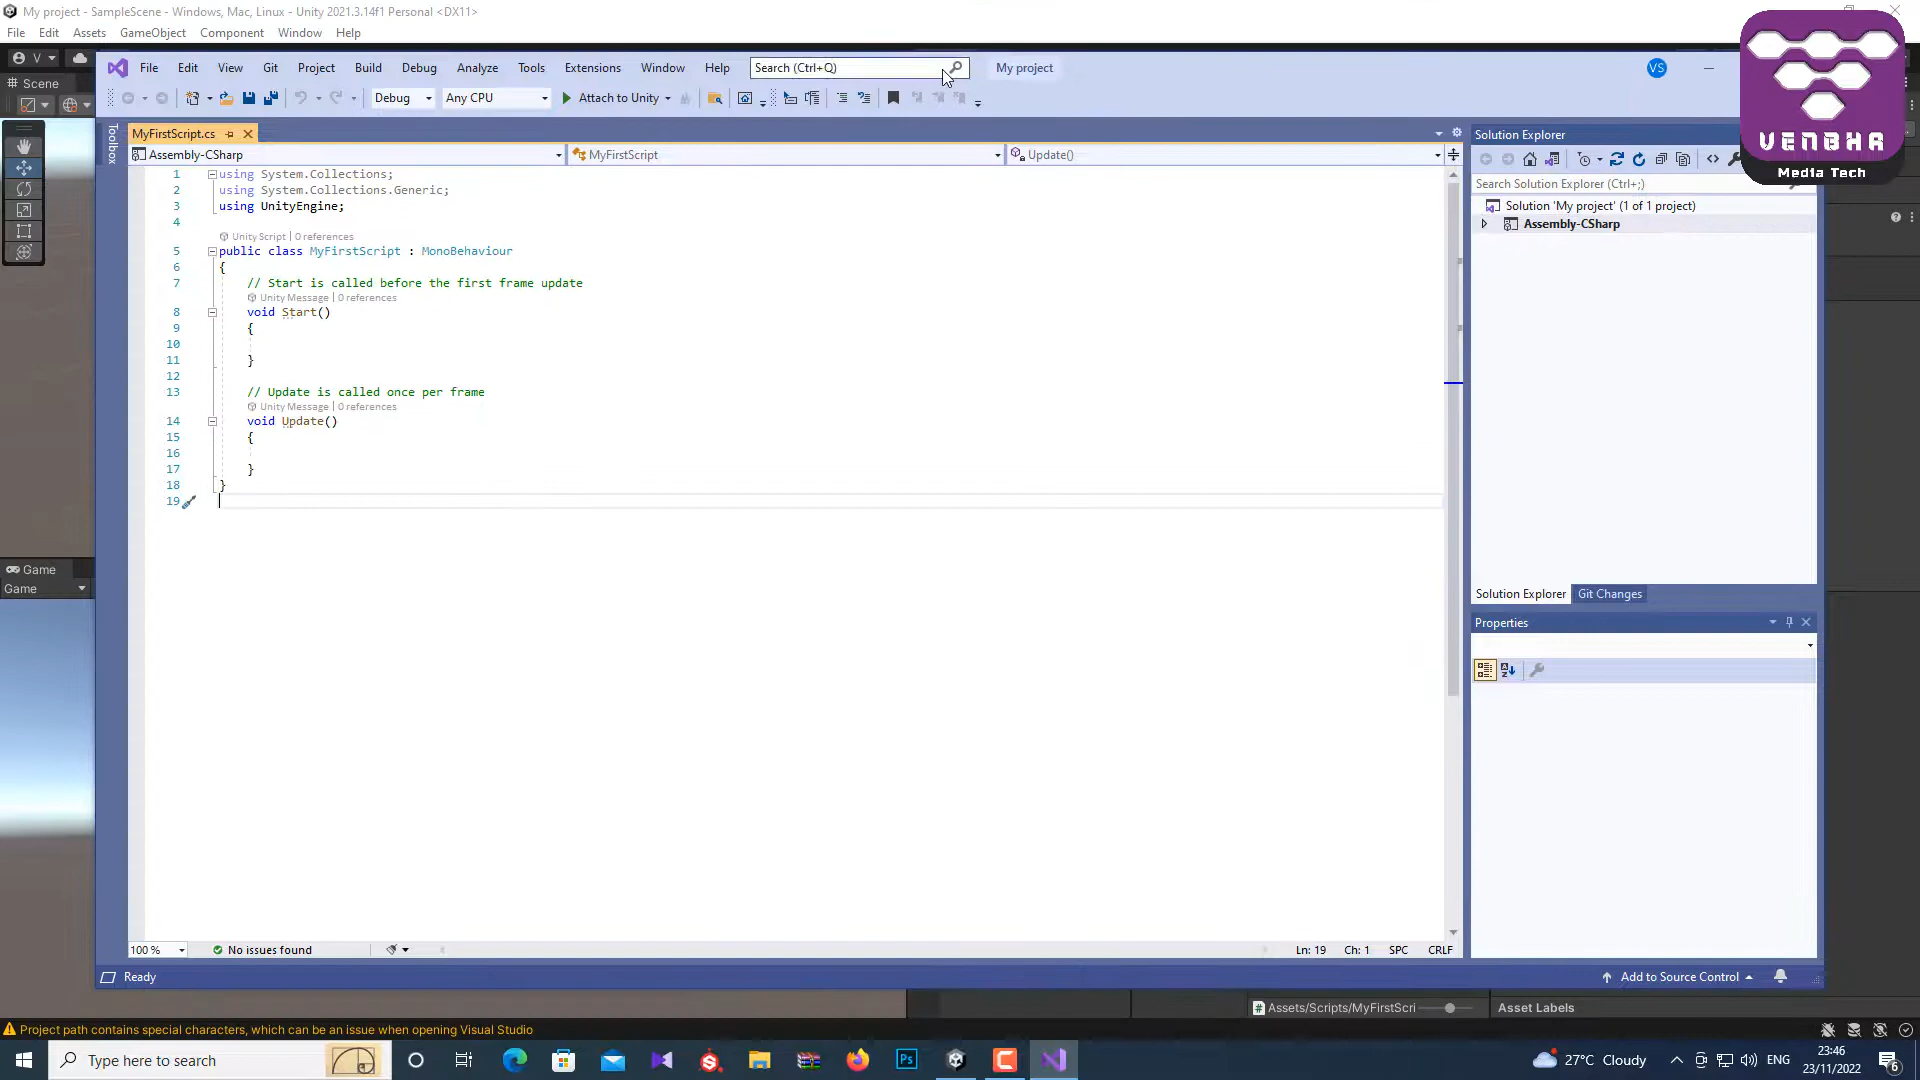 My project - SampleScene - Windows, Mac, Linux - Unity 2021.3.14f1 Personal <DX11>
File Edit Assets GameObject Component Window Help
V
File Edit View Git Project Build Debug Test Analyze Tools Extensions Window Help Search (Ctrl+Q) My project VS
Scene
Debug Any CPU Attach to Unity
VENBHA
Media Tech
Toolbox
MyFirstScript.cs
Solution Explorer
Assembly-CSharp MyFirstScript Update()
Search Solution Explorer (Ctrl+;)
Solution 'My project' (1 of 1 project)
Assembly-CSharp
1 using System.Collections;
2 using System.Collections.Generic;
3 using UnityEngine;
4
Unity Script | 0 references
5 public class MyFirstScript : MonoBehaviour
6 {
7 // Start is called before the first frame update
Unity Message | 0 references
8 void Start()
9 {
10
11 }
12
13 // Update is called once per frame
Unity Message | 0 references
14 void Update()
15 {
16
17 }
18 }
19
Game
Game
Solution Explorer Git Changes
Properties
100 % No issues found Ln: 19 Ch: 1 SPC CRLF
Ready Add to Source Control
Assets/Scripts/MyFirstScri Asset Labels
Project path contains special characters, which can be an issue when opening Visual Studio
Type here to search
Ps
27°C Cloudy ENG 23:46
23/11/2022 6